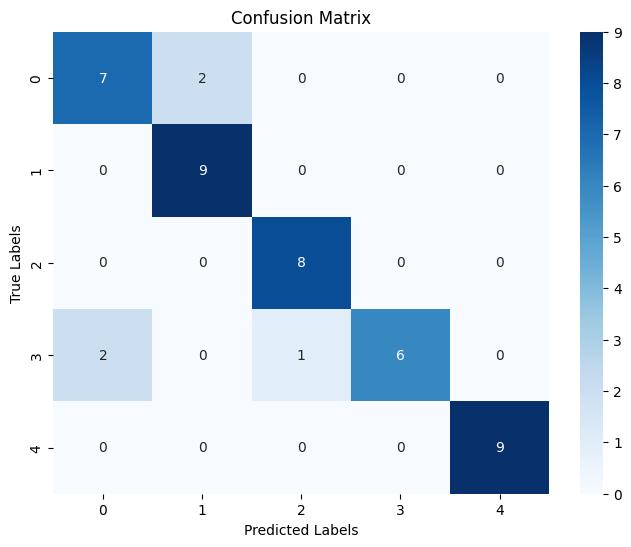 Confusion Matrix
True Labels
0 7 2 0 0 0
1 0 9 0 0 0
2 0 0 8 0 0
3 2 0 1 6 0
4 0 0 0 0 9
0 1 2 3 4
Predicted Labels
9
8
7
6
5
4
3
2
1
0